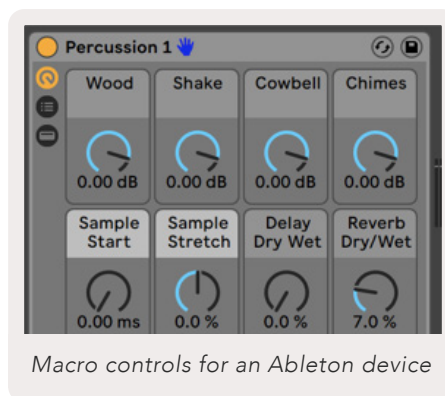 Percussion 1
Wood Shake Cowbell Chimes
0.00 dB 0.00 dB 0.00 dB 0.00 dB
Sample Sample Delay Reverb
Start Stretch Dry Wet Dry/Wet
0.00 ms 0.0 % 0.0 % 7.0 %
Macro controls for an Ableton device